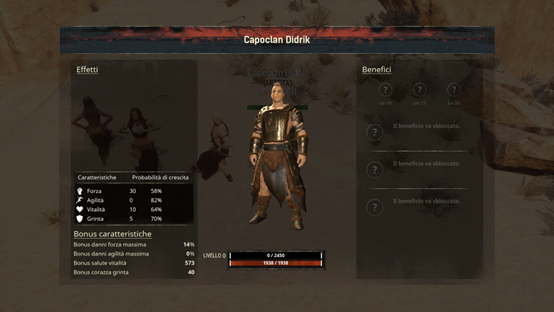 Capoclan Didrik
Effetti
Benefici
Il beneficio va sbloccato.
Il beneficio va sbloccato.
Il beneficio va sbloccato.
Caratteristiche Probabilità di crescita
Forza 30 58%
Agilità 0 82%
Vitalità 10 64%
Grinta 5 70%
Bonus caratteristiche
Bonus danni forza massima 14%
Bonus danni agilità massima 0%
Bonus salute vitalità 573
Bonus corazza grinta 40
LIVELLO 0
0 / 2450
1938 / 1938